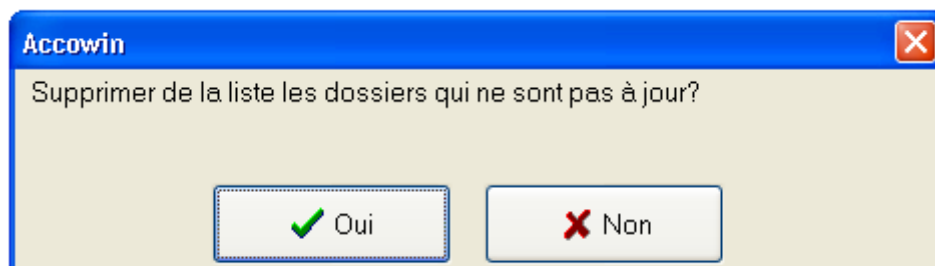 Accowin
Supprimer de la liste les dossiers qui ne sont pas à jour?
Oui
Non